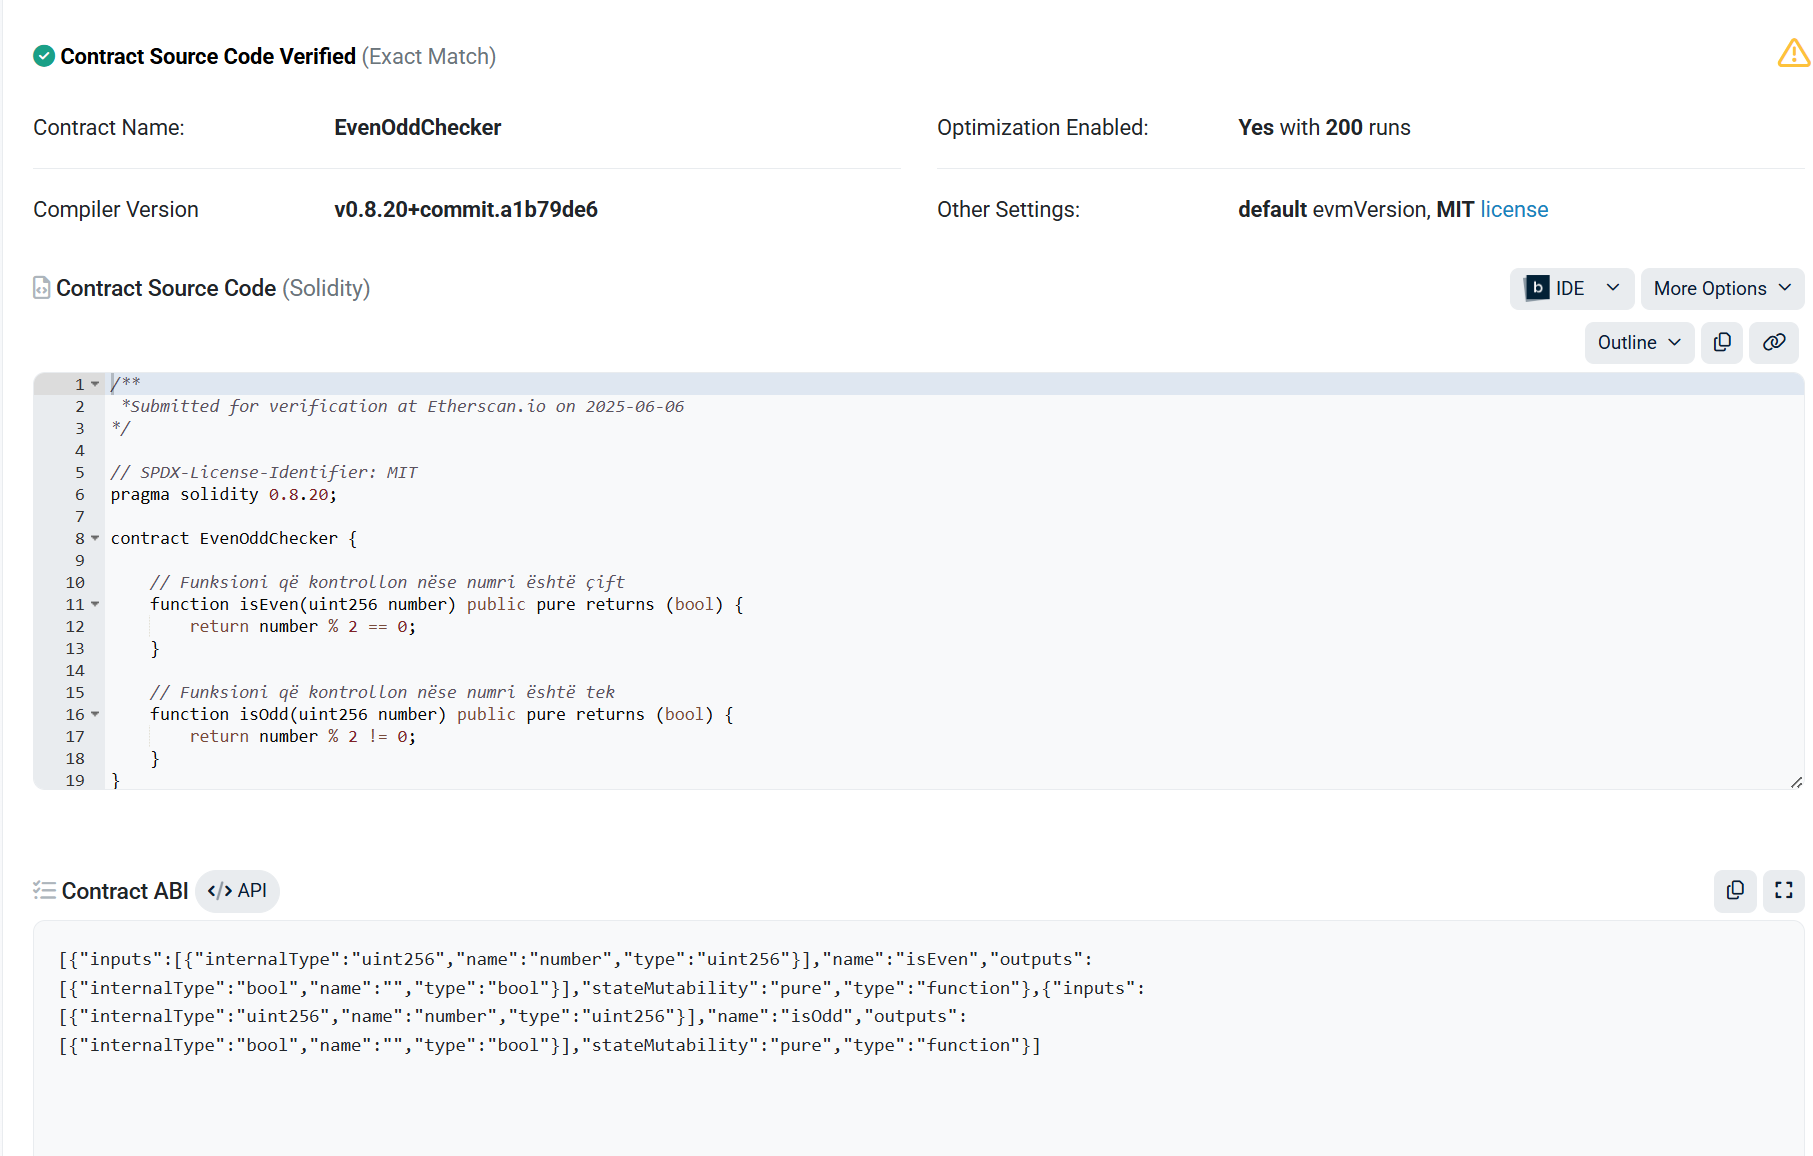 Contract Source Code Verified (Exact Match)
Contract Name: EvenOddChecker
Optimization Enabled: Yes with 200 runs
Compiler Version v0.8.20+commit.a1b79de6
Other Settings: default evmVersion, MIT license
Contract Source Code (Solidity)
b IDE
More Options
Outline
1 /**
2  *Submitted for verification at Etherscan.io on 2025-06-06
3 */
4
5 // SPDX-License-Identifier: MIT
6 pragma solidity 0.8.20;
7
8 contract EvenOddChecker {
9
10     // Funksioni që kontrollon nëse numri është çift
11     function isEven(uint256 number) public pure returns (bool) {
12         return number % 2 == 0;
13     }
14
15     // Funksioni që kontrollon nëse numri është tek
16     function isOdd(uint256 number) public pure returns (bool) {
17         return number % 2 != 0;
18     }
19 }
Contract ABI </> API
[{"inputs":[{"internalType":"uint256","name":"number","type":"uint256"}],"name":"isEven","outputs":
[{"internalType":"bool","name":"","type":"bool"}],"stateMutability":"pure","type":"function"},{"inputs":
[{"internalType":"uint256","name":"number","type":"uint256"}],"name":"isOdd","outputs":
[{"internalType":"bool","name":"","type":"bool"}],"stateMutability":"pure","type":"function"}]